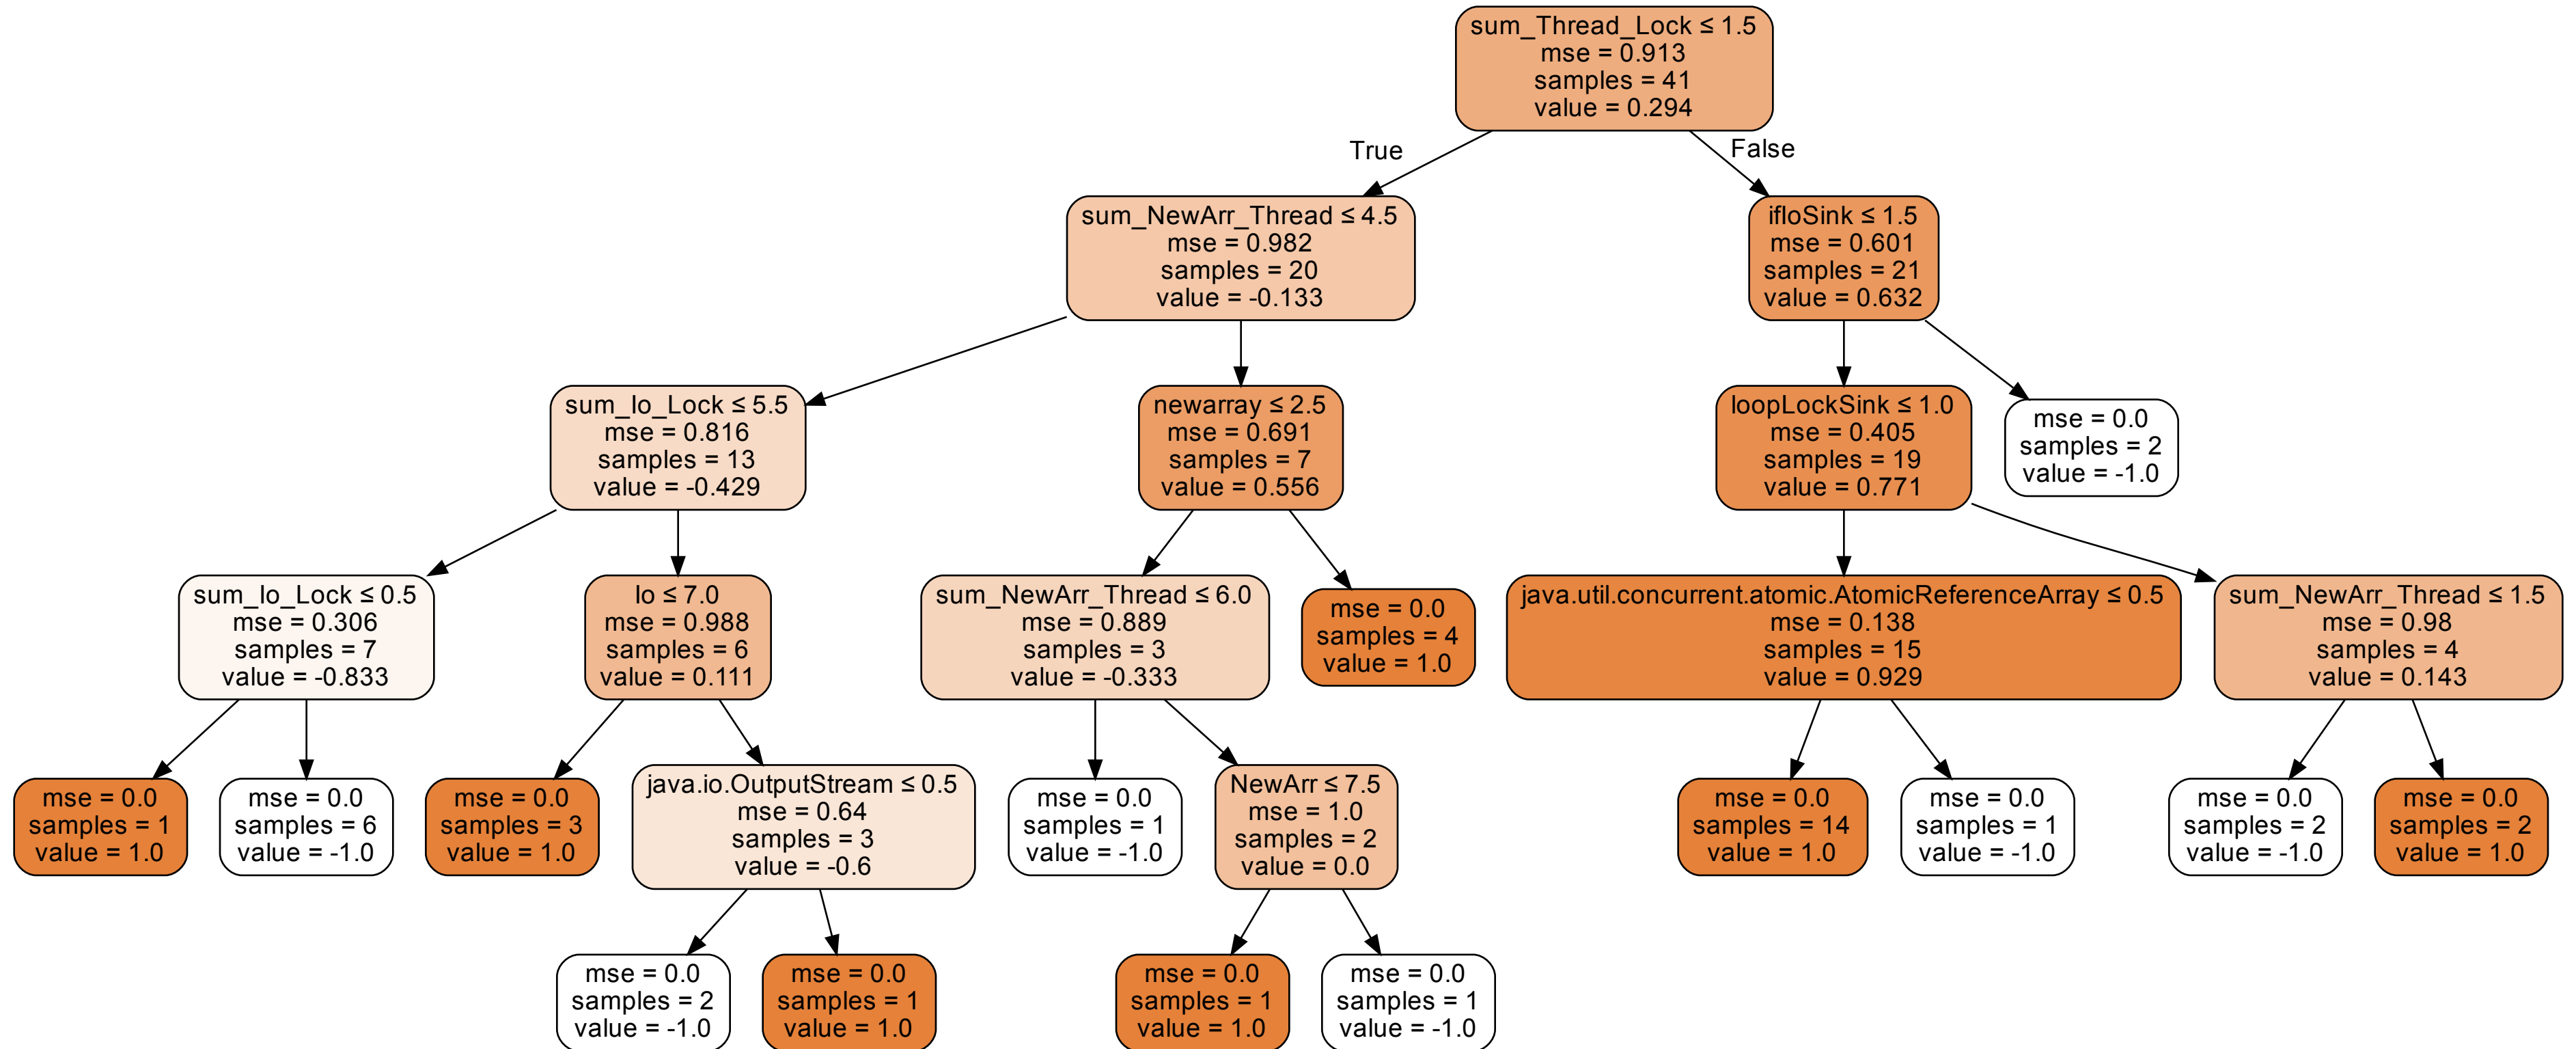 sum_Thread_Lock ≤ 1.5
mse = 0.913
samples = 41
value = 0.294
True
False
sum_NewArr_Thread ≤ 4.5
mse = 0.982
samples = 20
value = -0.133
ifIoSink ≤ 1.5
mse = 0.601
samples = 21
value = 0.632
sum_Io_Lock ≤ 5.5
mse = 0.816
samples = 13
value = -0.429
newarray ≤ 2.5
mse = 0.691
samples = 7
value = 0.556
loopLockSink ≤ 1.0
mse = 0.405
samples = 19
value = 0.771
mse = 0.0
samples = 2
value = -1.0
sum_Io_Lock ≤ 0.5
mse = 0.306
samples = 7
value = -0.833
Io ≤ 7.0
mse = 0.988
samples = 6
value = 0.111
sum_NewArr_Thread ≤ 6.0
mse = 0.889
samples = 3
value = -0.333
mse = 0.0
samples = 4
value = 1.0
java.util.concurrent.atomic.AtomicReferenceArray ≤ 0.5
mse = 0.138
samples = 15
value = 0.929
sum_NewArr_Thread ≤ 1.5
mse = 0.98
samples = 4
value = 0.143
mse = 0.0
samples = 1
value = 1.0
mse = 0.0
samples = 6
value = -1.0
mse = 0.0
samples = 3
value = 1.0
java.io.OutputStream ≤ 0.5
mse = 0.64
samples = 3
value = -0.6
mse = 0.0
samples = 1
value = -1.0
NewArr ≤ 7.5
mse = 1.0
samples = 2
value = 0.0
mse = 0.0
samples = 14
value = 1.0
mse = 0.0
samples = 1
value = -1.0
mse = 0.0
samples = 2
value = -1.0
mse = 0.0
samples = 2
value = 1.0
mse = 0.0
samples = 2
value = -1.0
mse = 0.0
samples = 1
value = 1.0
mse = 0.0
samples = 1
value = 1.0
mse = 0.0
samples = 1
value = -1.0